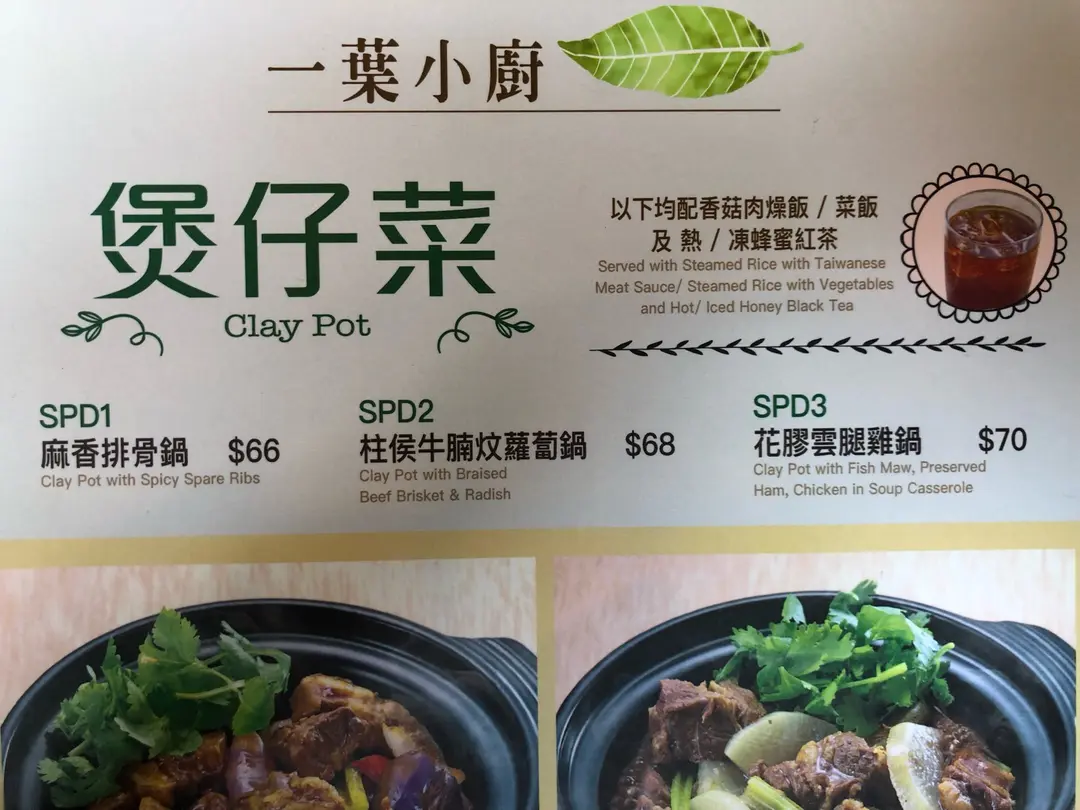 一葉小廚
煲仔菜
Clay Pot
以下均配香菇肉燥飯 / 菜飯
及 熱 / 凍蜂蜜紅茶
Served with Steamed Rice with Taiwanese
Meat Sauce/ Steamed Rice with Vegetables
and Hot/ Iced Honey Black Tea
SPD1
麻香排骨鍋 $66
Clay Pot with Spicy Spare Ribs
SPD2
柱侯牛腩炆蘿蔔鍋 $68
Clay Pot with Braised
Beef Brisket & Radish
SPD3
花膠雲腿雞鍋 $70
Clay Pot with Fish Maw, Preserved
Ham, Chicken in Soup Casserole